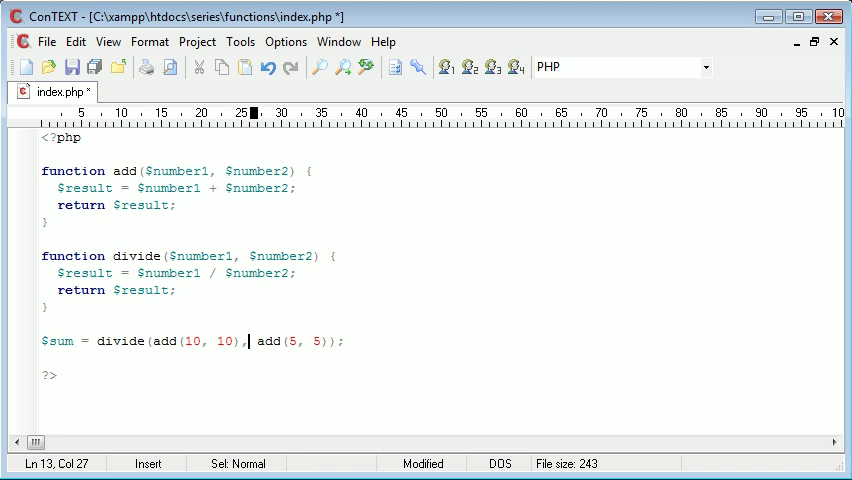 ConTEXT - [C:\xampp\htdocs\series\functions\index.php *]
File Edit View Format Project Tools Options Window Help
1 2 3 4 PHP
index.php *
5 10 15 20 25 30 35 40 45 50 55 60 65 70 75 80 85 90 95 10
<?php
function add($number1, $number2) {
$result = $number1 + $number2;
return $result;
}
function divide($number1, $number2) {
$result = $number1 / $number2;
return $result;
}
$sum = divide(add(10, 10), add(5, 5));
?>
Ln 13, Col 27 Insert Sel: Normal Modified DOS File size: 243